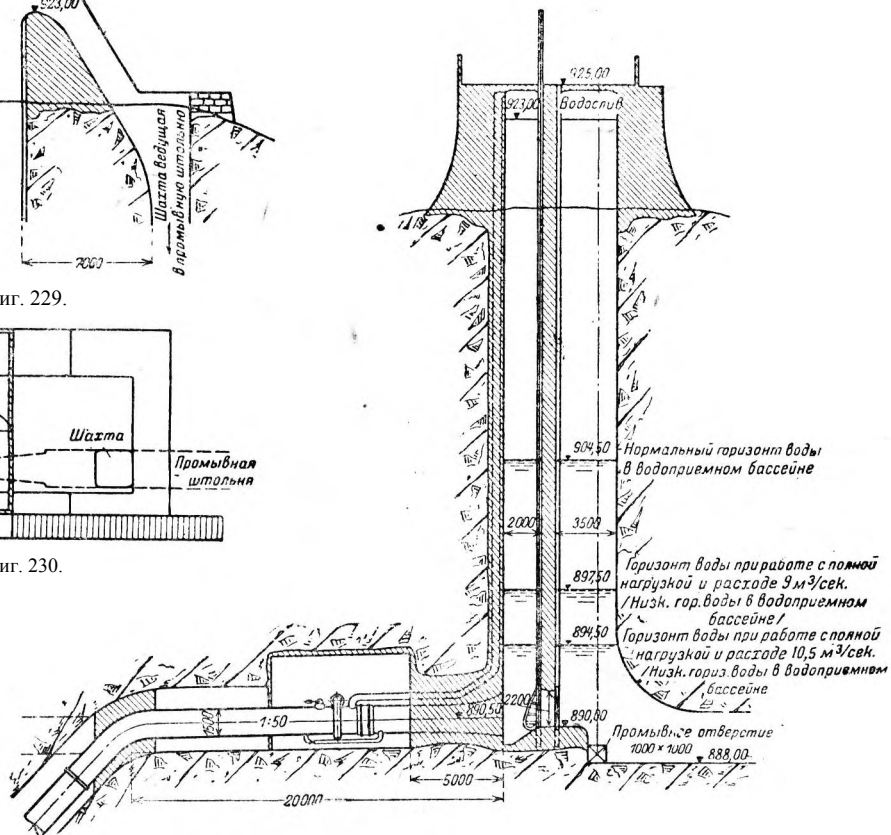 923,00
Шахта ведущая
в промывную штольню
7000
иг. 229.
Шахта
Промывная
штольня
иг. 230.
925,00
923,00
Водослив
904,50
Нормальный горизонт воды
в водоприемном бассейне
2000
3500
897,50
Горизонт воды при работе с полной
нагрузкой и расходе 9 м³/сек.
/Низк. гор. воды в водоприемном
бассейне/
894,50
Горизонт воды при работе с полной
нагрузкой и расходе 10,5 м³/сек.
/Низк. гориз. воды в водоприемном
бассейне
2200
1500
1:50
890,50
890,00
Промывное отверстие
1000×1000
888,00
5000
20000